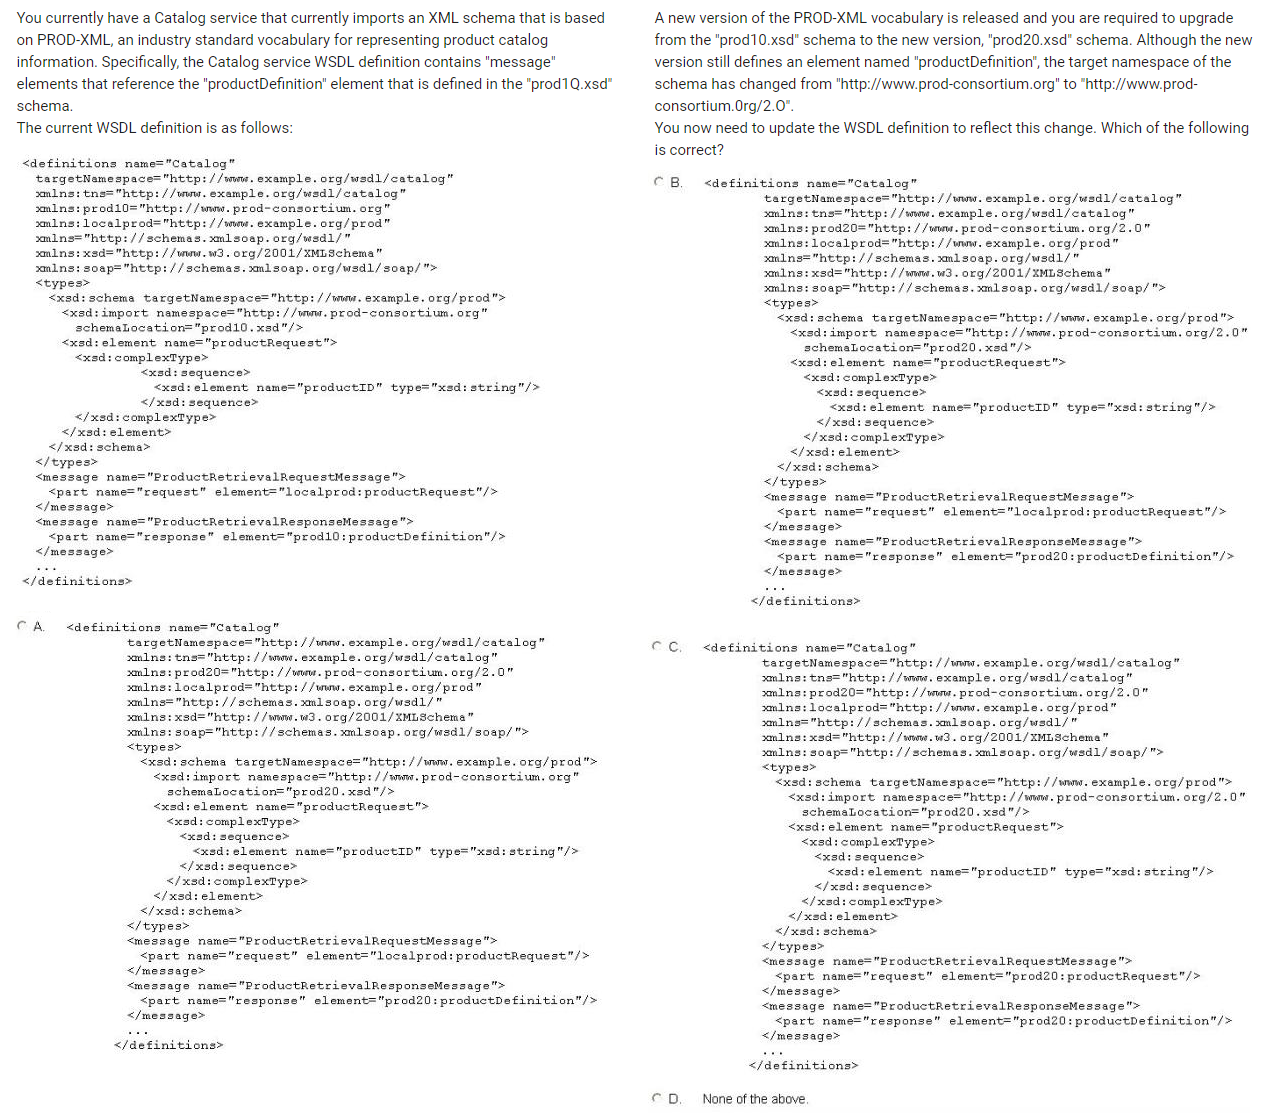 You currently have a Catalog service that currently imports an XML schema that is based
on PROD-XML, an industry standard vocabulary for representing product catalog
information. Specifically, the Catalog service WSDL definition contains "message"
elements that reference the "productDefinition" element that is defined in the "prod1Q.xsd"
schema.
The current WSDL definition is as follows:
<definitions name="Catalog"
targetNamespace="http://www.example.org/wsdl/catalog"
xmlns:tns="http://www.example.org/wsdl/catalog"
xmlns:prod10="http://www.prod-consortium.org"
xmlns:localprod="http://www.example.org/prod"
xmlns="http://schemas.xmlsoap.org/wsdl/"
xmlns:xsd="http://www.w3.org/2001/XMLSchema"
xmlns:soap="http://schemas.xmlsoap.org/wsdl/soap/">
<types>
<xsd:schema targetNamespace="http://www.example.org/prod">
<xsd:import namespace="http://www.prod-consortium.org"
schemaLocation="prod10.xsd"/>
<xsd:element name="productRequest">
<xsd:complexType>
<xsd:sequence>
<xsd:element name="productID" type="xsd:string"/>
</xsd:sequence>
</xsd:complexType>
</xsd:element>
</xsd:schema>
</types>
<message name="ProductRetrievalRequestMessage">
<part name="request" element="localprod:productRequest"/>
</message>
<message name="ProductRetrievalResponseMessage">
<part name="response" element="prod10:productDefinition"/>
</message>
...
</definitions>
A. <definitions name="Catalog"
targetNamespace="http://www.example.org/wsdl/catalog"
xmlns:tns="http://www.example.org/wsdl/catalog"
xmlns:prod20="http://www.prod-consortium.org/2.0"
xmlns:localprod="http://www.example.org/prod"
xmlns="http://schemas.xmlsoap.org/wsdl/"
xmlns:xsd="http://www.w3.org/2001/XMLSchema"
xmlns:soap="http://schemas.xmlsoap.org/wsdl/soap/">
<types>
<xsd:schema targetNamespace="http://www.example.org/prod">
<xsd:import namespace="http://www.prod-consortium.org"
schemaLocation="prod20.xsd"/>
<xsd:element name="productRequest">
<xsd:complexType>
<xsd:sequence>
<xsd:element name="productID" type="xsd:string"/>
</xsd:sequence>
</xsd:complexType>
</xsd:element>
</xsd:schema>
</types>
<message name="ProductRetrievalRequestMessage">
<part name="request" element="localprod:productRequest"/>
</message>
<message name="ProductRetrievalResponseMessage">
<part name="response" element="prod20:productDefinition"/>
</message>
...
</definitions>
A new version of the PROD-XML vocabulary is released and you are required to upgrade
from the "prod10.xsd" schema to the new version, "prod20.xsd" schema. Although the new
version still defines an element named "productDefinition", the target namespace of the
schema has changed from "http://www.prod-consortium.org" to "http://www.prod-
consortium.0rg/2.O".
You now need to update the WSDL definition to reflect this change. Which of the following
is correct?
B. <definitions name="Catalog"
targetNamespace="http://www.example.org/wsdl/catalog"
xmlns:tns="http://www.example.org/wsdl/catalog"
xmlns:prod20="http://www.prod-consortium.org/2.0"
xmlns:localprod="http://www.example.org/prod"
xmlns="http://schemas.xmlsoap.org/wsdl/"
xmlns:xsd="http://www.w3.org/2001/XMLSchema"
xmlns:soap="http://schemas.xmlsoap.org/wsdl/soap/">
<types>
<xsd:schema targetNamespace="http://www.example.org/prod">
<xsd:import namespace="http://www.prod-consortium.org/2.0"
schemaLocation="prod20.xsd"/>
<xsd:element name="productRequest">
<xsd:complexType>
<xsd:sequence>
<xsd:element name="productID" type="xsd:string"/>
</xsd:sequence>
</xsd:complexType>
</xsd:element>
</xsd:schema>
</types>
<message name="ProductRetrievalRequestMessage">
<part name="request" element="localprod:productRequest"/>
</message>
<message name="ProductRetrievalResponseMessage">
<part name="response" element="prod20:productDefinition"/>
</message>
...
</definitions>
C. <definitions name="Catalog"
targetNamespace="http://www.example.org/wsdl/catalog"
xmlns:tns="http://www.example.org/wsdl/catalog"
xmlns:prod20="http://www.prod-consortium.org/2.0"
xmlns:localprod="http://www.example.org/prod"
xmlns="http://schemas.xmlsoap.org/wsdl/"
xmlns:xsd="http://www.w3.org/2001/XMLSchema"
xmlns:soap="http://schemas.xmlsoap.org/wsdl/soap/">
<types>
<xsd:schema targetNamespace="http://www.example.org/prod">
<xsd:import namespace="http://www.prod-consortium.org/2.0"
schemaLocation="prod20.xsd"/>
<xsd:element name="productRequest">
<xsd:complexType>
<xsd:sequence>
<xsd:element name="productID" type="xsd:string"/>
</xsd:sequence>
</xsd:complexType>
</xsd:element>
</xsd:schema>
</types>
<message name="ProductRetrievalRequestMessage">
<part name="request" element="prod20:productRequest"/>
</message>
<message name="ProductRetrievalResponseMessage">
<part name="response" element="prod20:productDefinition"/>
</message>
...
</definitions>
D. None of the above.